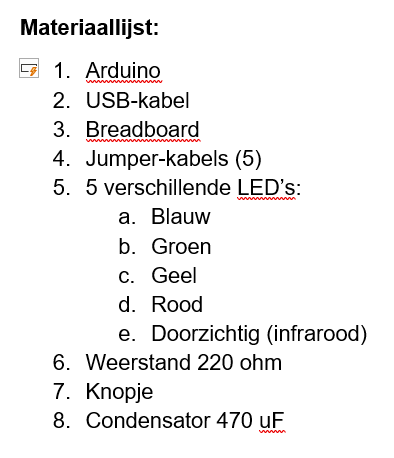 Materiaallijst:
1. Arduino
2. USB-kabel
3. Breadboard
4. Jumper-kabels (5)
5. 5 verschillende LED's:
a. Blauw
b. Groen
c. Geel
d. Rood
e. Doorzichtig (infrarood)
6. Weerstand 220 ohm
7. Knopje
8. Condensator 470 uF